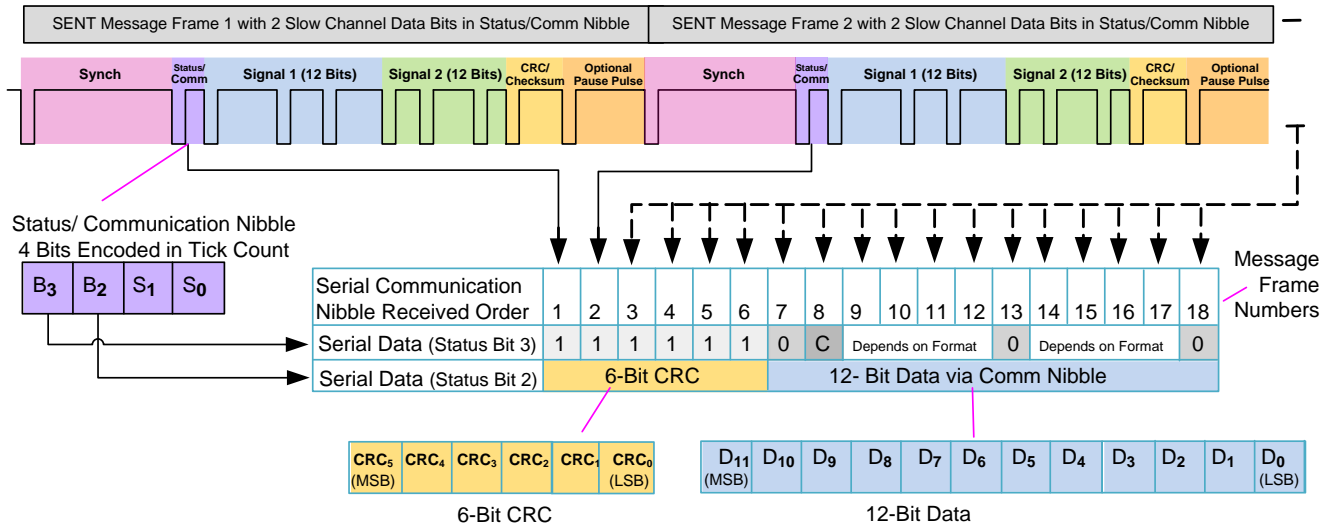 SENT Message Frame 1 with 2 Slow Channel Data Bits in Status/Comm Nibble
SENT Message Frame 2 with 2 Slow Channel Data Bits in Status/Comm Nibble
Synch
Status/
Comm
Signal 1 (12 Bits)
Signal 2 (12 Bits)
CRC/
Checksum
Optional
Pause Pulse
Synch
Status/
Comm
Signal 1 (12 Bits)
Signal 2 (12 Bits)
CRC/
Checksum
Optional
Pause Pulse
Status/ Communication Nibble
4 Bits Encoded in Tick Count
B3 B2 S1 S0
Message
Frame
Numbers
Serial Communication
Nibble Received Order 1 2 3 4 5 6 7 8 9 10 11 12 13 14 15 16 17 18
Serial Data (Status Bit 3) 1 1 1 1 1 1 0 C Depends on Format 0 Depends on Format 0
Serial Data (Status Bit 2) 6-Bit CRC 12- Bit Data via Comm Nibble
CRC5 CRC4 CRC3 CRC2 CRC1 CRC0
(MSB) (LSB)
6-Bit CRC
D11 D10 D9 D8 D7 D6 D5 D4 D3 D2 D1 D0
(MSB) (LSB)
12-Bit Data